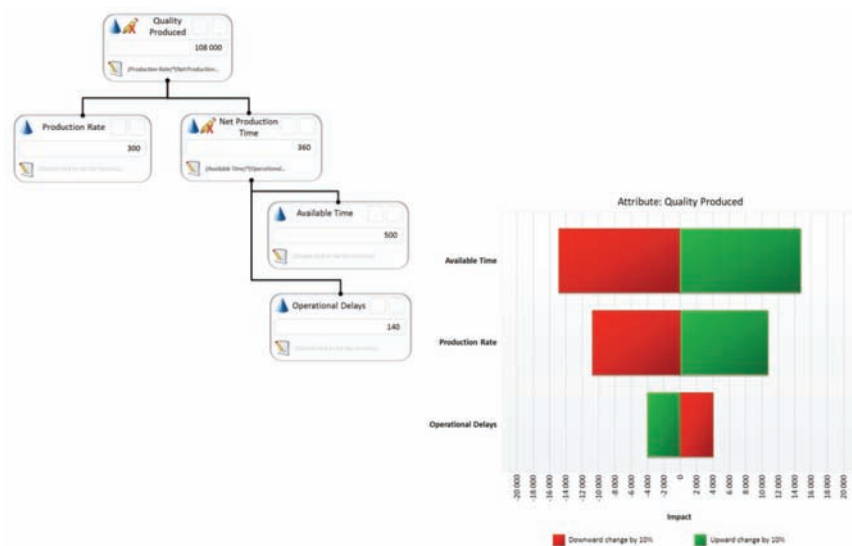 Quality
Produced
108 000
(Production Rate)*(Net Production...
Production Rate
300
Net Production
Time
360
(Available Time)*(Operational...
Available Time
500
Operational Delays
140
Attribute: Quality Produced
Available Time
Production Rate
Operational Delays
-20 000
-18 000
-16 000
-14 000
-12 000
-10 000
-8 000
-6 000
-4 000
-2 000
0
2 000
4 000
6 000
8 000
10 000
12 000
14 000
16 000
18 000
20 000
Impact
Downward change by 10%
Upward change by 10%